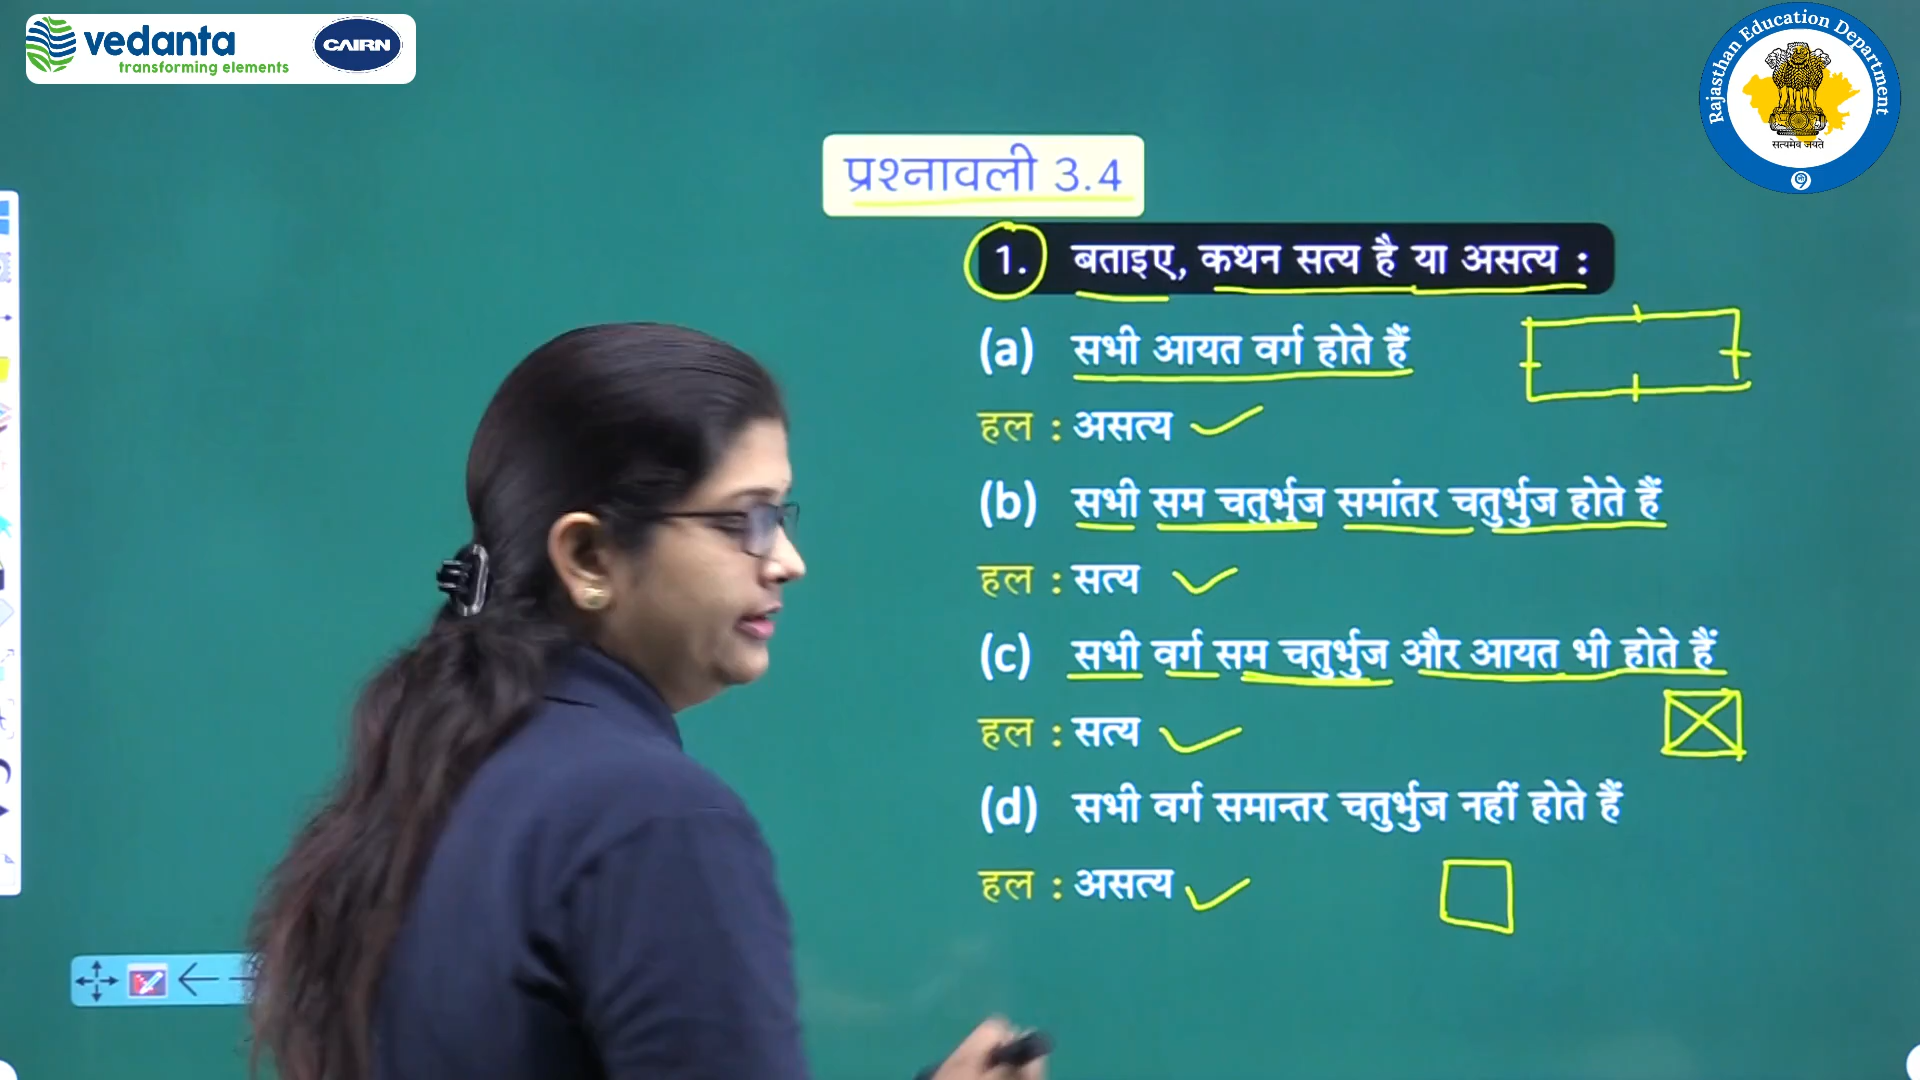 vedanta
transforming elements
CAIRN
Rajasthan Education Department
सत्यमेव जयते
प्रश्नावली 3.4
1. बताइए, कथन सत्य है या असत्य :
(a) सभी आयत वर्ग होते हैं
हल : असत्य
(b) सभी सम चतुर्भुज समांतर चतुर्भुज होते हैं
हल : सत्य
(c) सभी वर्ग सम चतुर्भुज और आयत भी होते हैं
हल : सत्य
(d) सभी वर्ग समान्तर चतुर्भुज नहीं होते हैं
हल : असत्य